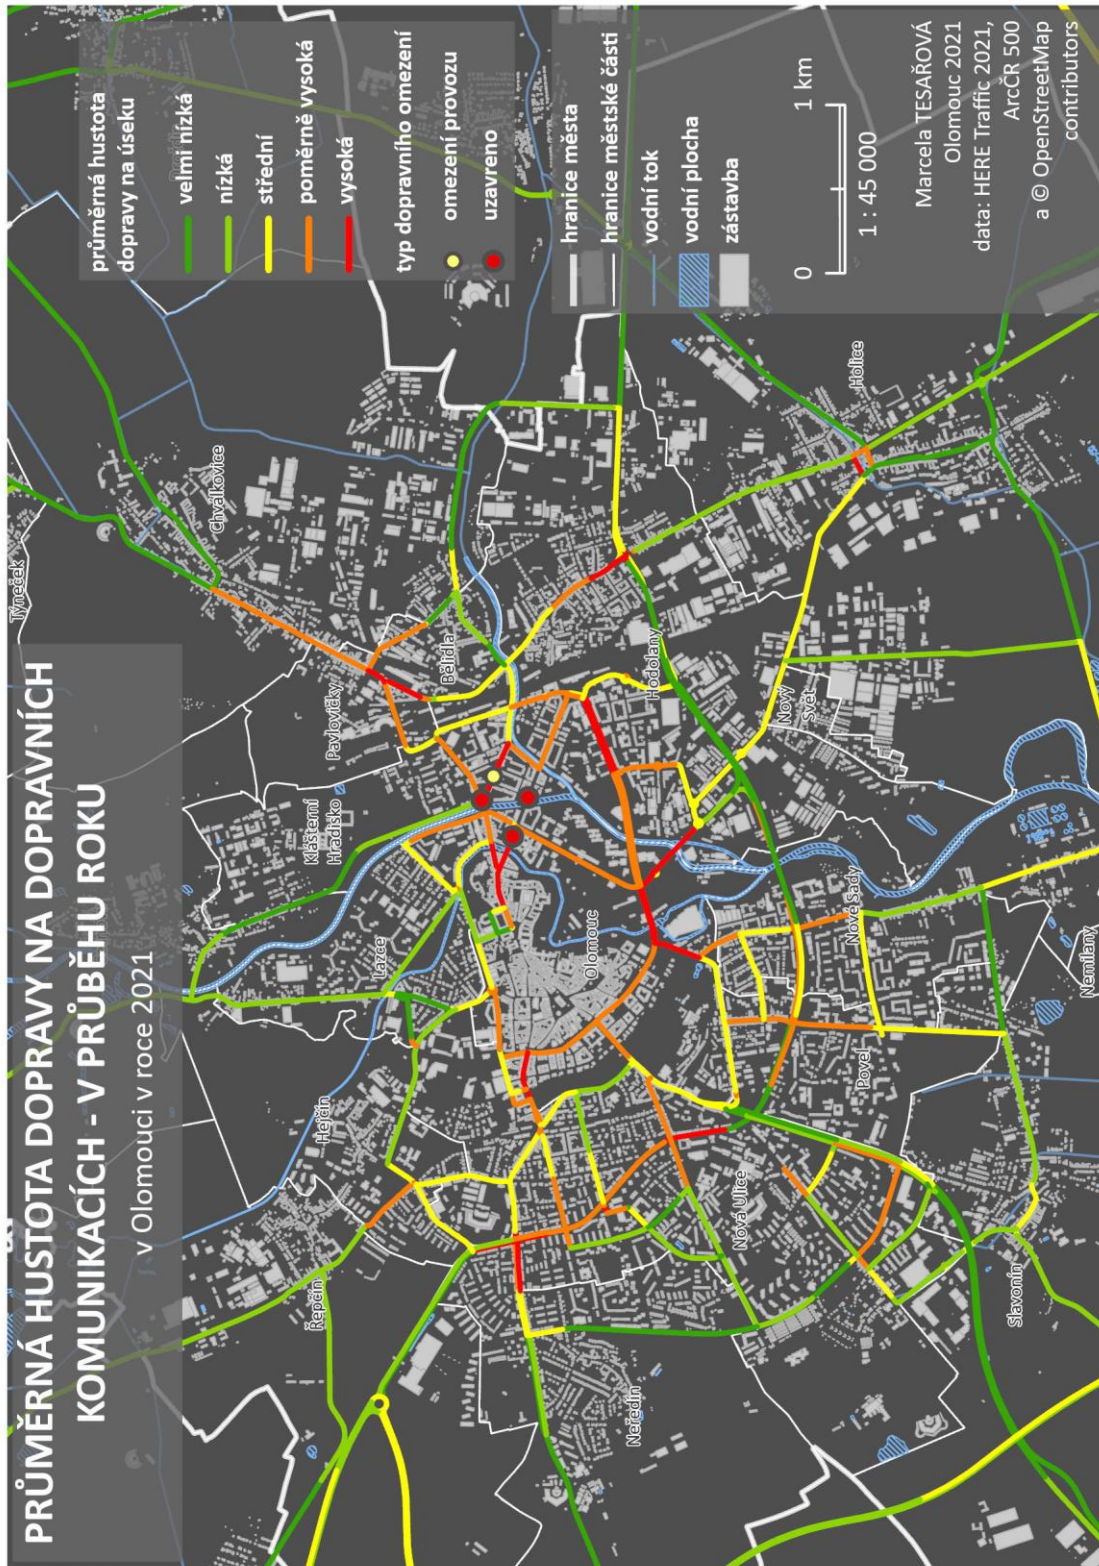 PRŮMĚRNÁ HUSTOTA DOPRAVY NA DOPRAVNÍCH
KOMUNIKACÍCH - V PRŮBĚHU ROKU
v Olomouci v roce 2021
průměrná hustota
dopravy na úseku
velmi nízká
nízká
střední
poměrně vysoká
vysoká
typ dopravního omezení
omezení provozu
uzavřeno
hranice města
hranice městské části
vodní tok
vodní plocha
zástavba
0
1 km
1 : 45 000
Marcela TESAŘOVÁ
Olomouc 2021
data: HERE Traffic 2021,
ArcČR 500
a © OpenStreetMap
contributors
Týneček
Chválkovice
Pavlovičky
Bělidla
Klášterní
Hradisko
Lazce
Hejčín
Řepčín
Hodolany
Holice
Nový
Svět
Olomouc
Nové Sady
Nemilany
Povel
Nová Ulice
Slavonín
Neředín